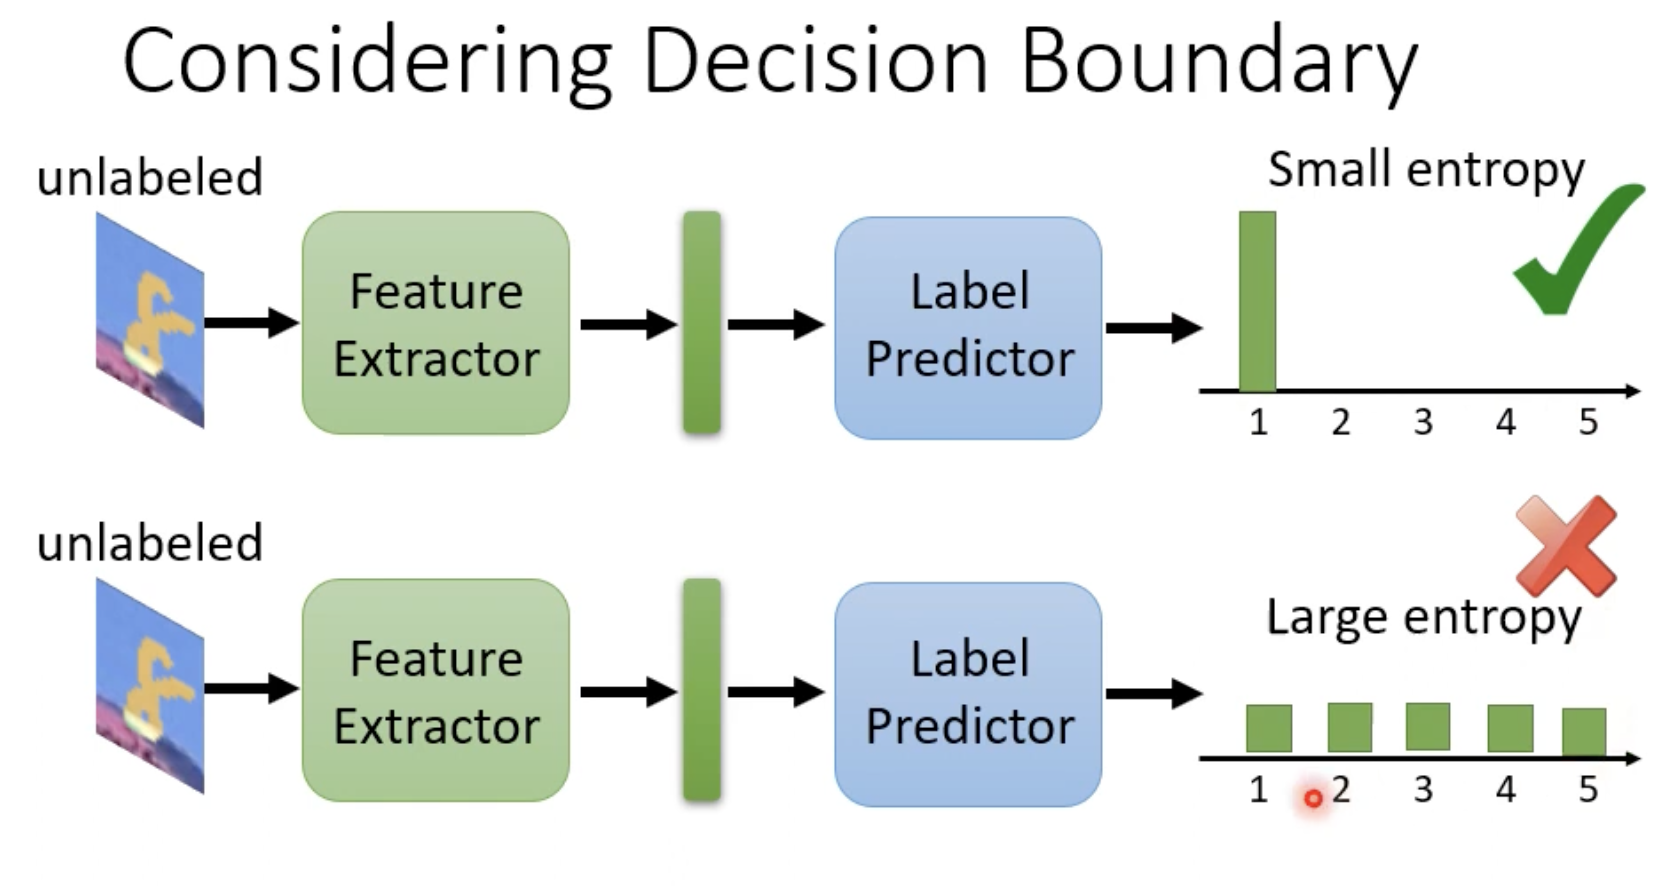 Considering Decision Boundary
unlabeled
Feature
Extractor
Label
Predictor
Small entropy
1 2 3 4 5
unlabeled
Feature
Extractor
Label
Predictor
Large entropy
1 2 3 4 5